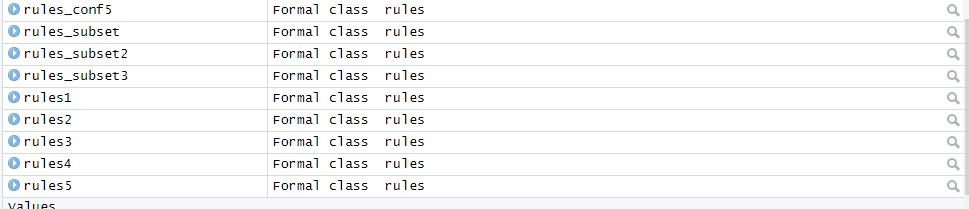 rules_conf5 Formal class rules
rules_subset Formal class rules
rules_subset2 Formal class rules
rules_subset3 Formal class rules
rules1 Formal class rules
rules2 Formal class rules
rules3 Formal class rules
rules4 Formal class rules
rules5 Formal class rules
values